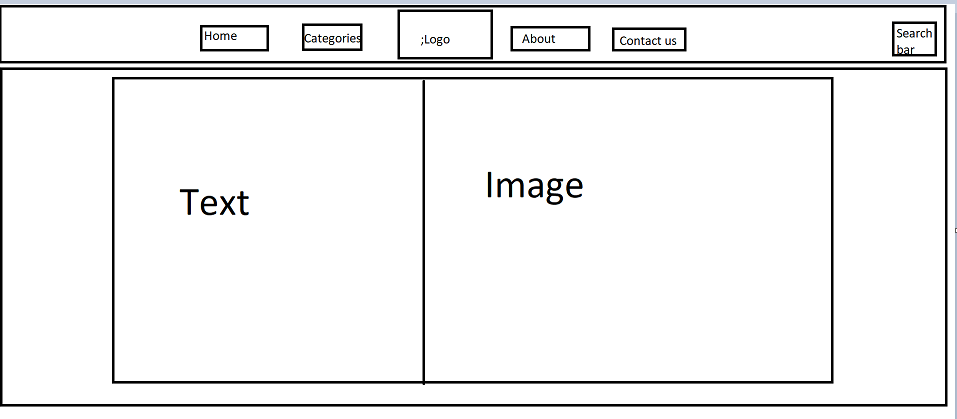 Home
Categories
;Logo
About
Contact us
Search
bar
Text
Image